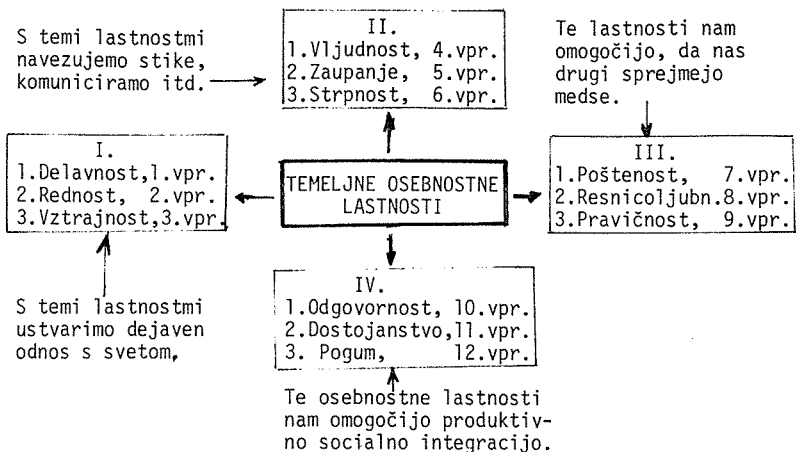 S temi lastnostmi
navezujemo stike,
komuniciramo itd.
II.
1.Vljudnost, 4.vpr.
2.Zaupanje, 5.vpr.
3.Strpnost, 6.vpr.
Te lastnosti nam
omogočijo, da nas
drugi sprejmejo
medse.
I.
1.Delavnost,1.vpr.
2.Rednost, 2.vpr.
3.Vztrajnost,3.vpr.
TEMELJNE OSEBNOSTNE
LASTNOSTI
III.
1.Poštenost, 7.vpr.
2.Resnicoljubn.8.vpr.
3.Pravičnost, 9.vpr.
S temi lastnostmi
ustvarimo dejaven
odnos s svetom.
IV.
1.Odgovornost, 10.vpr.
2.Dostojanstvo,11.vpr.
3. Pogum, 12.vpr.
Te osebnostne lastnosti
nam omogočijo produktiv-
no socialno integracijo.